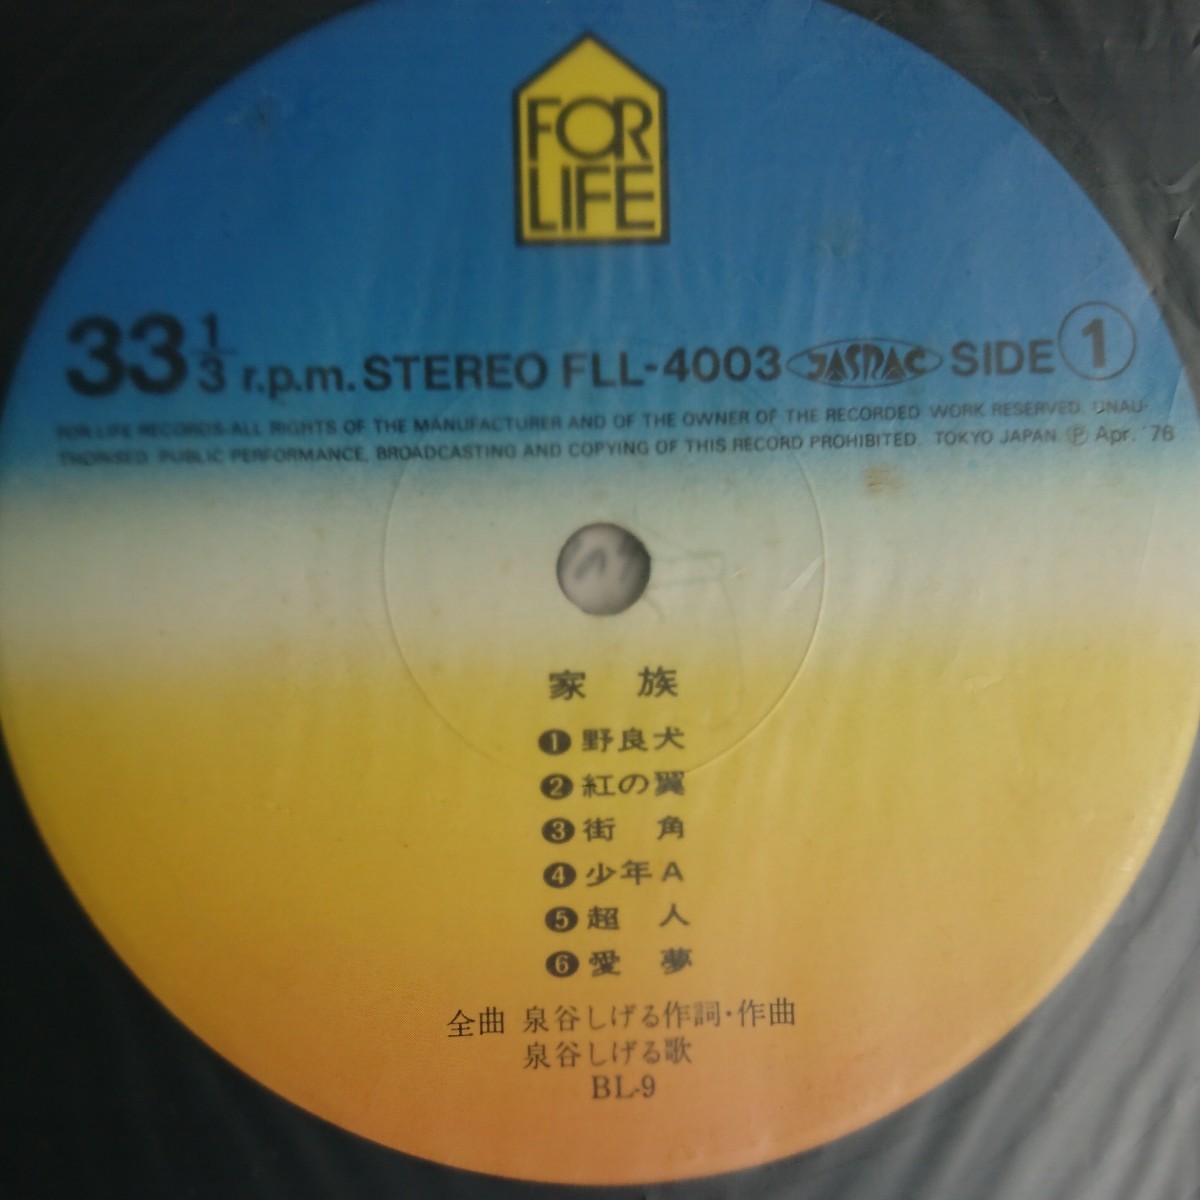 FOR
LIFE
33 1/3 r.p.m. STEREO FLL-4003 JASRAC SIDE 1
FOR LIFE RECORDS-ALL RIGHTS OF THE MANUFACTURER AND OF THE OWNER OF THE RECORDED WORK RESERVED. UNAU-
THORISED PUBLIC PERFORMANCE, BROADCASTING AND COPYING OF THIS RECORD PROHIBITED. TOKYO JAPAN. Ⓟ Apr. '76
家 族
❶ 野良犬
❷ 紅の翼
❸ 街 角
❹ 少年A
❺ 超 人
❻ 愛 夢
全曲 泉谷しげる作詞・作曲
泉谷しげる歌
BL-9